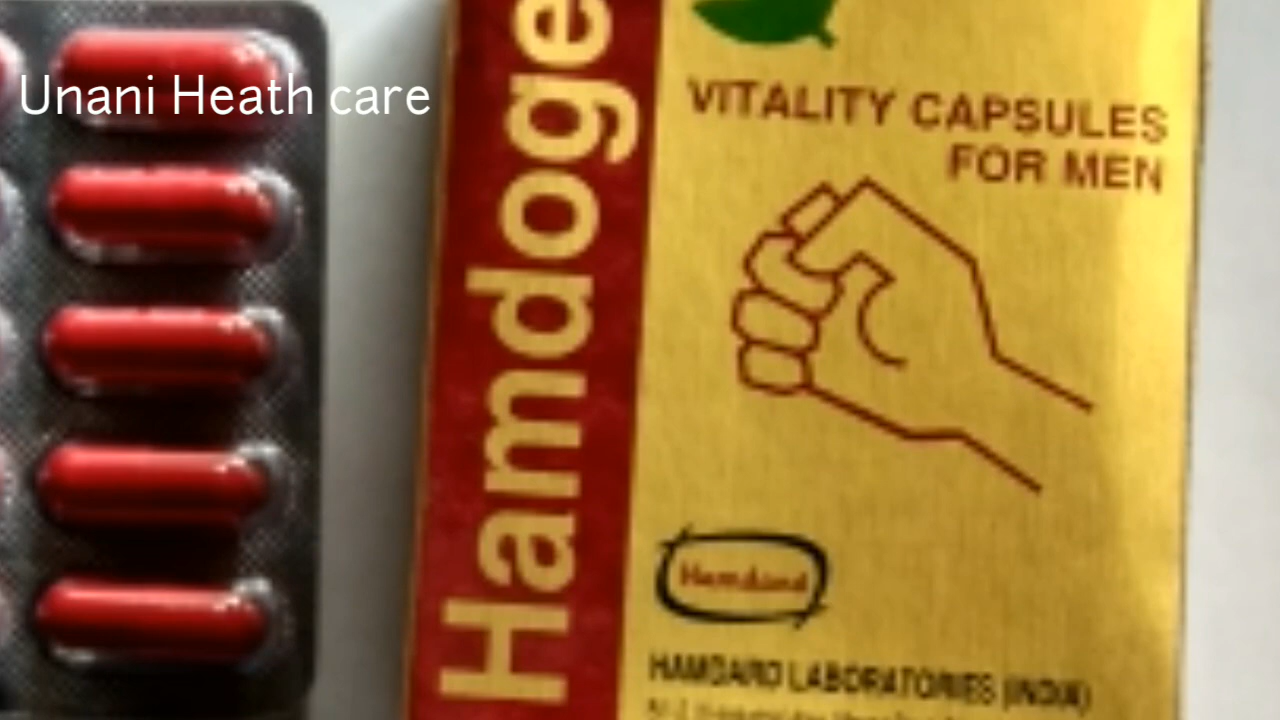 Unani Heath care
Hamdoge
VITALITY CAPSULES
FOR MEN
Hamdard
HAMDARD LABORATORIES (INDIA)